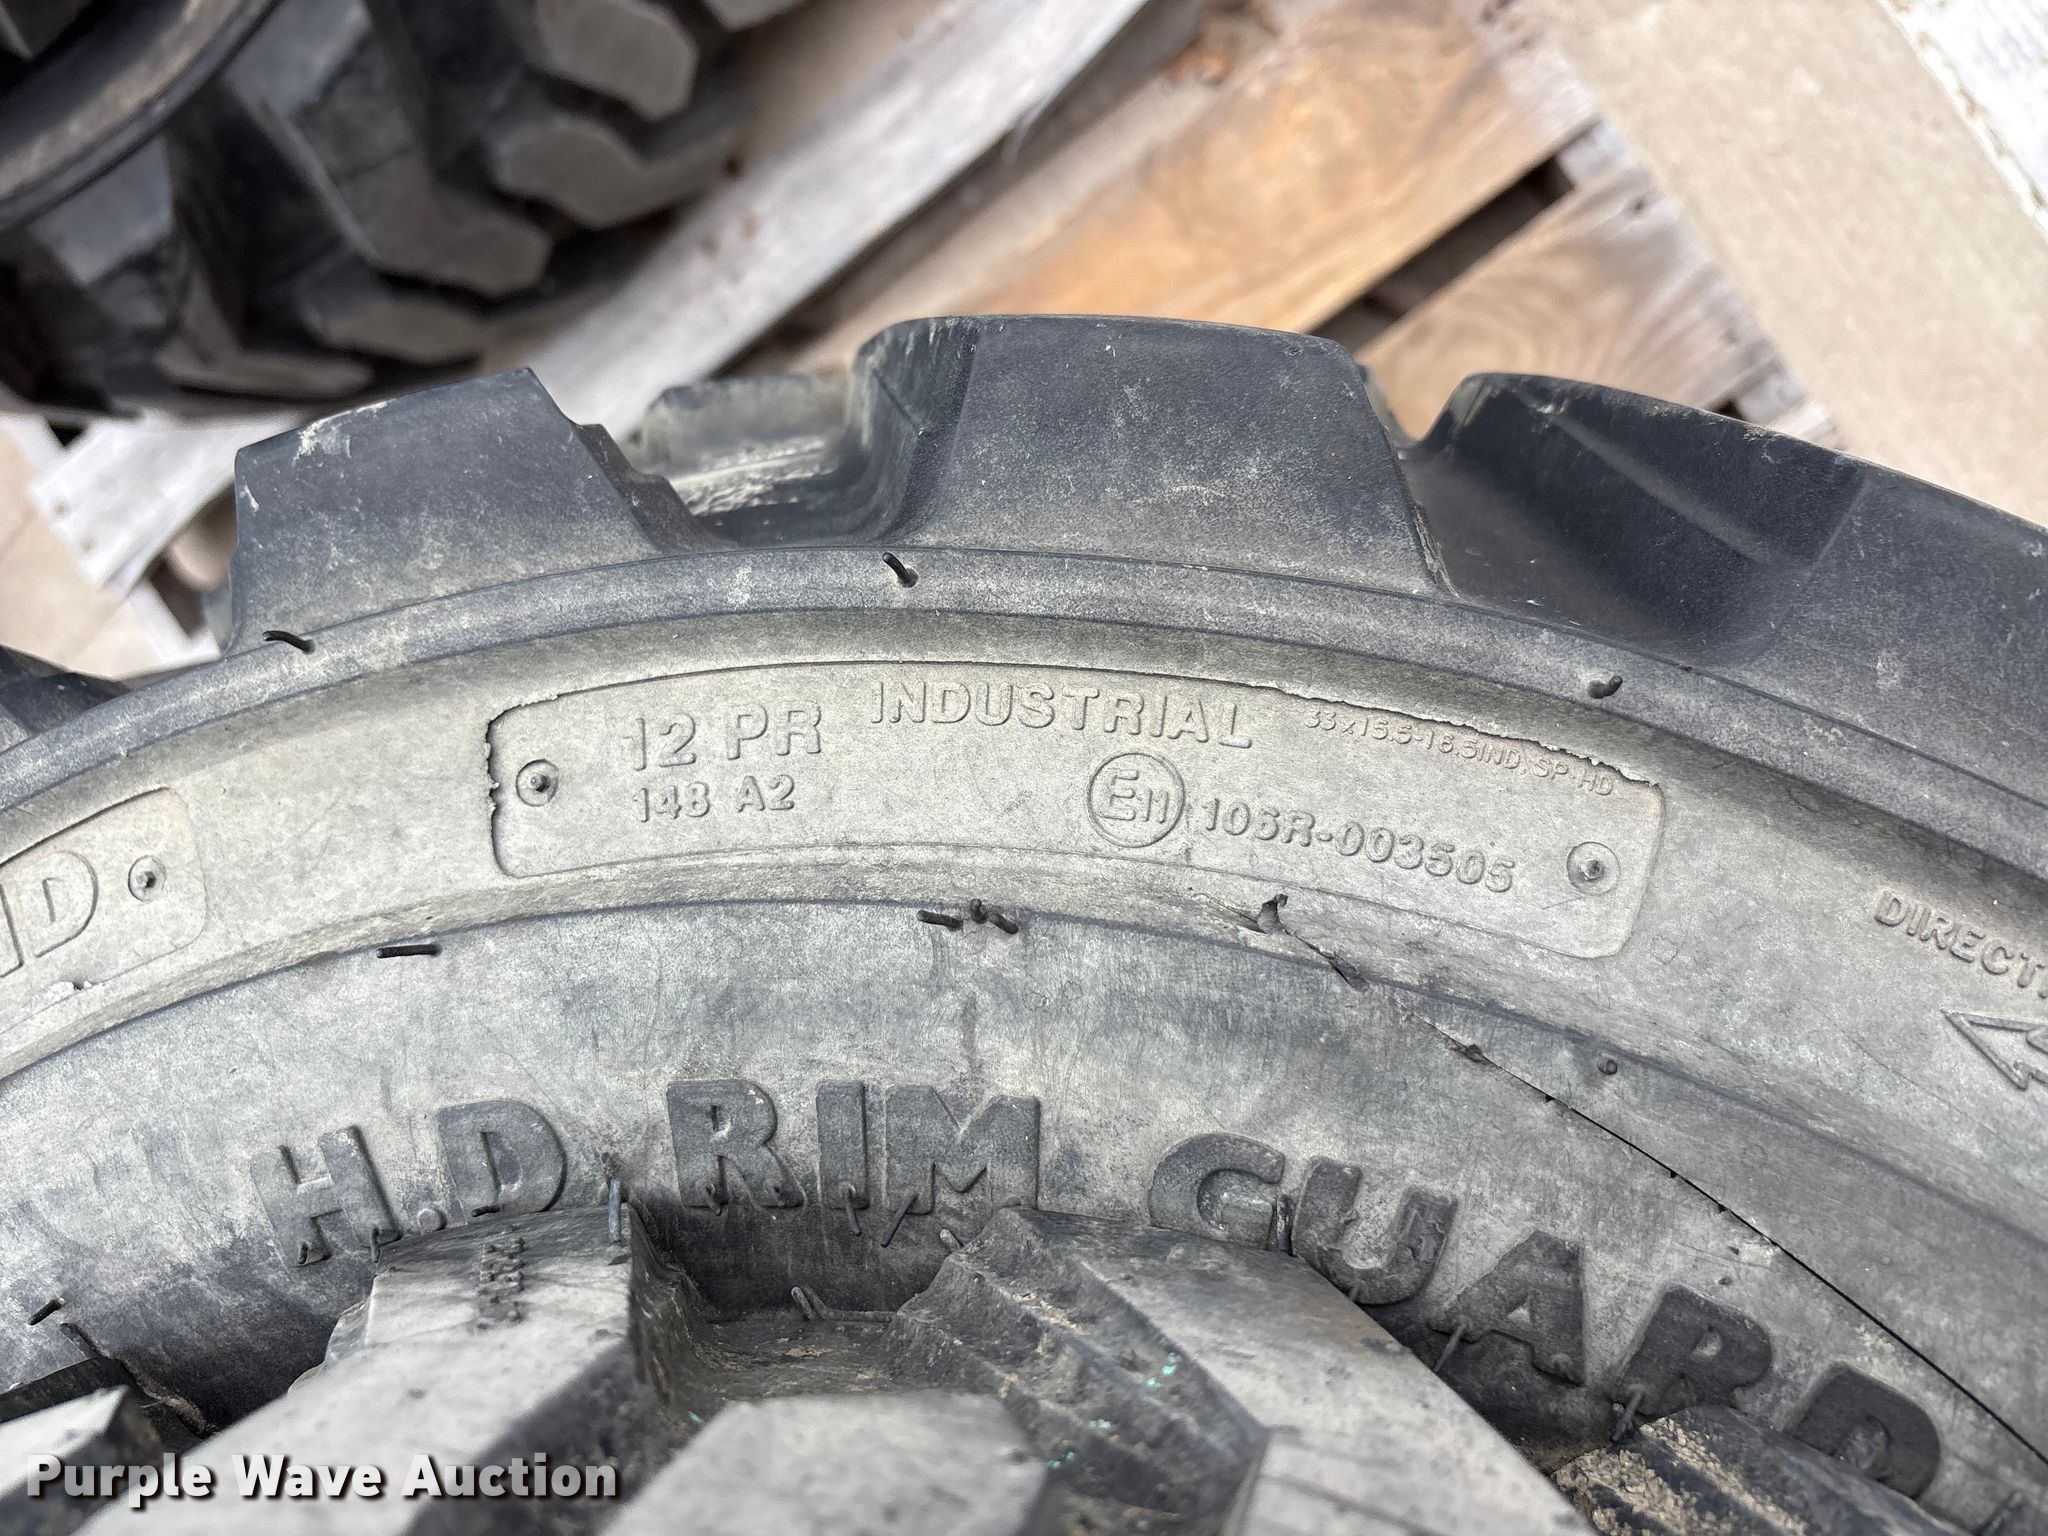 12 PR INDUSTRIAL 33x15.5-16.5IND. SP HD
148 A2 E11 106R-003505
HD
H.D. RIM GUARD
Purple Wave Auction